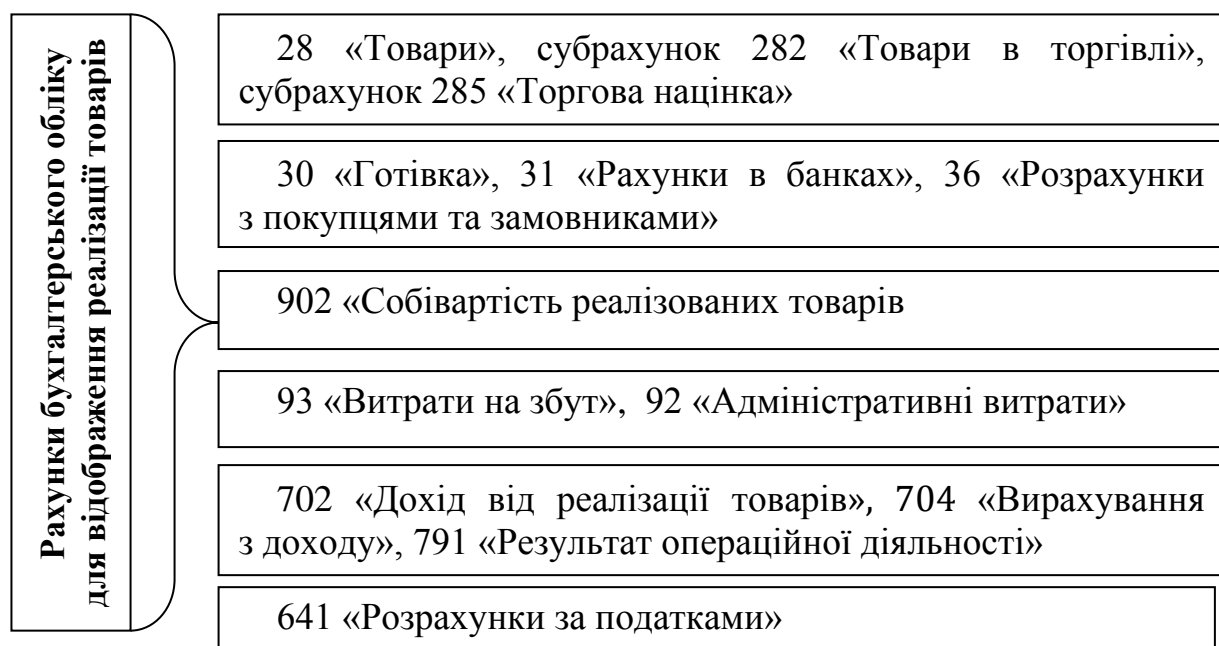 Рахунки бухгалтерського обліку
для відображення реалізації товарів
28 «Товари», субрахунок 282 «Товари в торгівлі»,
субрахунок 285 «Торгова націнка»
30 «Готівка», 31 «Рахунки в банках», 36 «Розрахунки
з покупцями та замовниками»
902 «Собівартість реалізованих товарів
93 «Витрати на збут», 92 «Адміністративні витрати»
702 «Дохід від реалізації товарів», 704 «Вирахування
з доходу», 791 «Результат операційної діяльності»
641 «Розрахунки за податками»